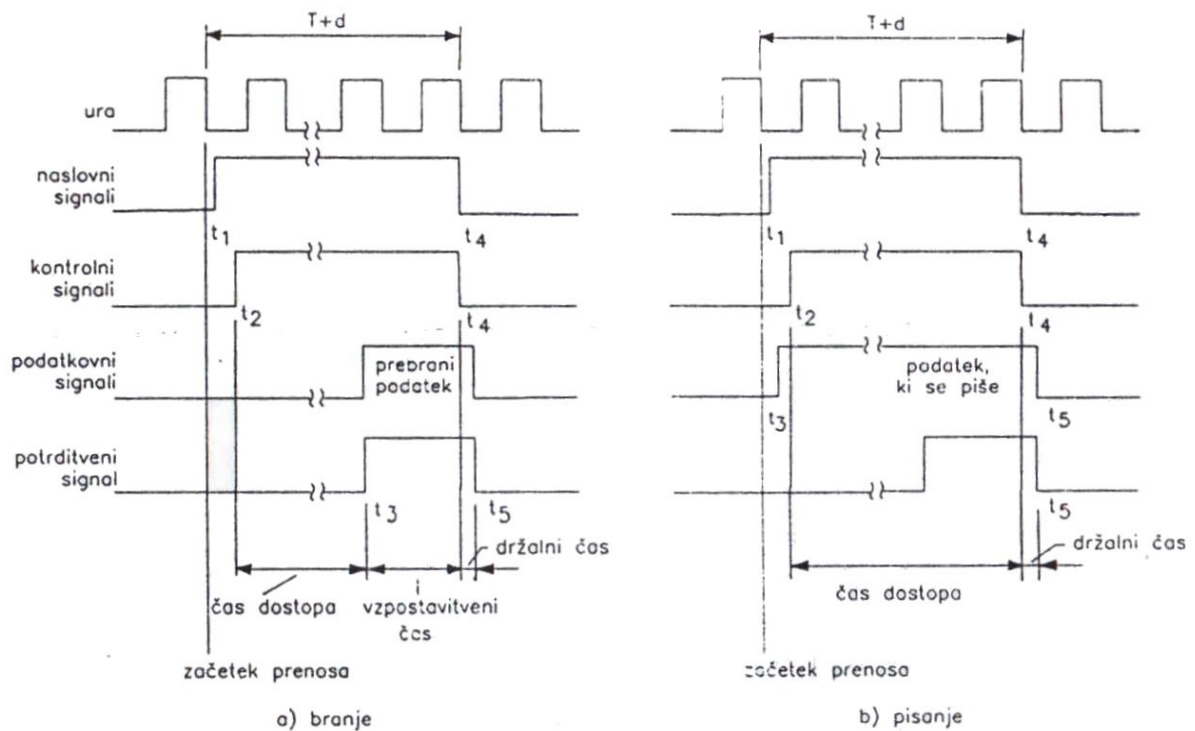 T+d
ura
naslovni
signali
t1
t4
kontrolni
signali
t2
t4
podatkovni
signali
prebrani
podatek
potrditveni
signal
t3
t5
držalni čas
čas dostopa
vzpostavitveni
čas
začetek prenosa
a) branje
T+d
t1
t4
t2
t4
podatek,
ki se piše
t3
t5
t5
držalni čas
čas dostopa
začetek prenosa
b) pisanje